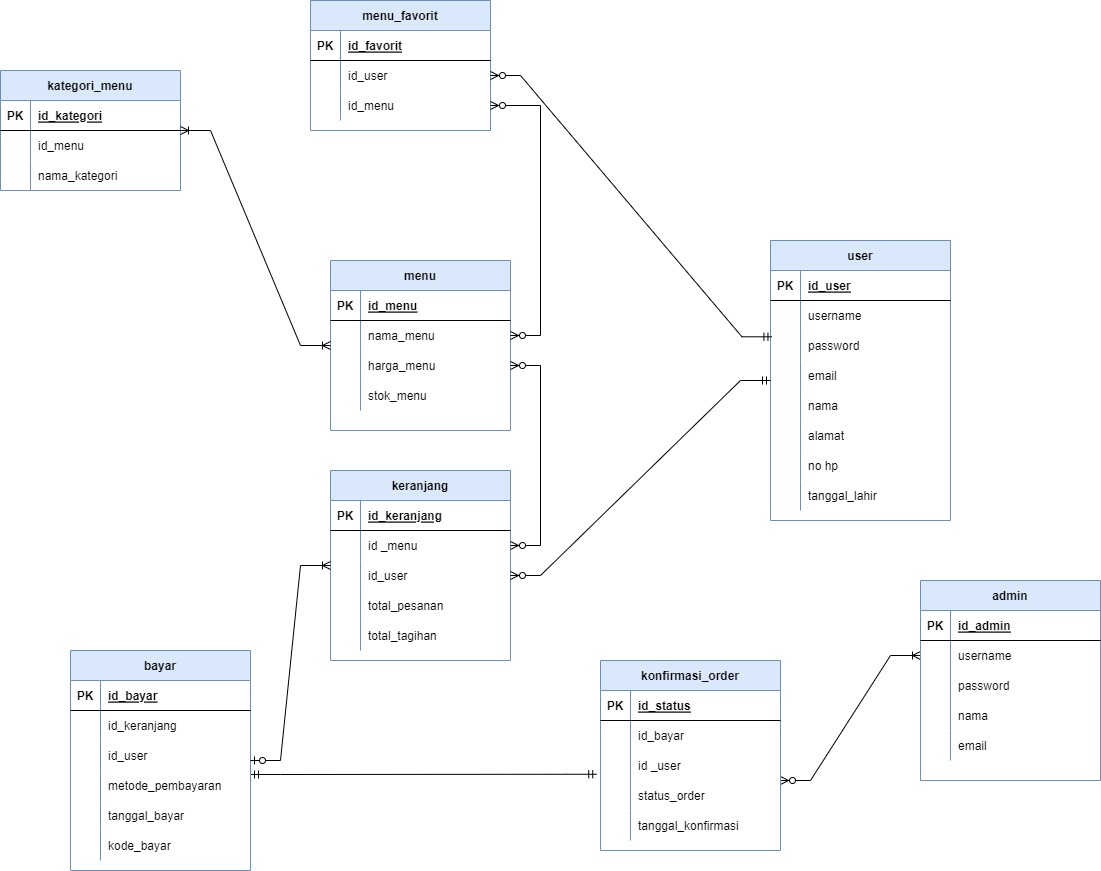 menu_favorit
PK id_favorit
id_user
id_menu
kategori_menu
PK id_kategori
id_menu
nama_kategori
menu
PK id_menu
nama_menu
harga_menu
stok_menu
user
PK id_user
username
password
email
nama
alamat
no hp
tanggal_lahir
keranjang
PK id_keranjang
id _menu
id_user
total_pesanan
total_tagihan
admin
PK id_admin
username
password
nama
email
bayar
PK id_bayar
id_keranjang
id_user
metode_pembayaran
tanggal_bayar
kode_bayar
konfirmasi_order
PK id_status
id_bayar
id _user
status_order
tanggal_konfirmasi